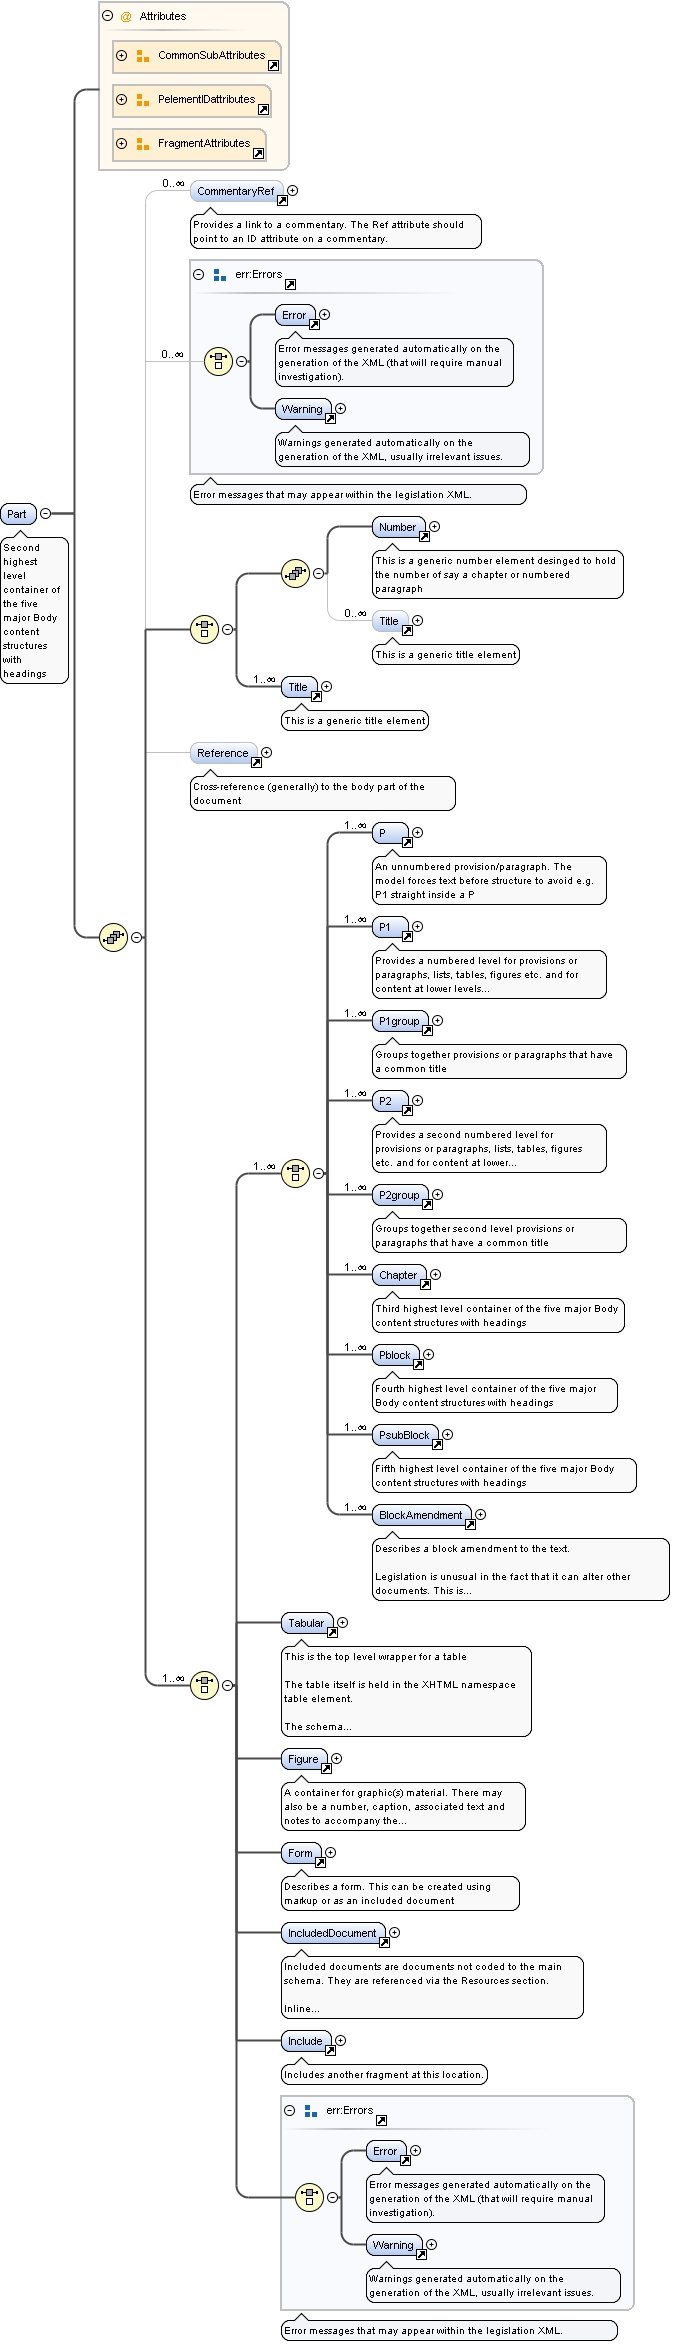 @ Attributes
CommonSubAttributes
PelementIDattributes
FragmentAttributes
0..∞
CommentaryRef
Provides a link to a commentary. The Ref attribute should
point to an ID attribute on a commentary.
err:Errors
0..∞
Error
Error messages generated automatically on the
generation of the XML (that will require manual
investigation).
Warning
Warnings generated automatically on the
generation of the XML, usually irrelevant issues.
Error messages that may appear within the legislation XML.
Part
Second
highest
level
container of
the five
major Body
content
structures
with
headings
Number
This is a generic number element desinged to hold
the number of say a chapter or numbered
paragraph
0..∞
Title
This is a generic title element
1..∞
Title
This is a generic title element
Reference
Cross-reference (generally) to the body part of the
document
1..∞
P
An unnumbered provision/paragraph. The
model forces text before structure to avoid e.g.
P1 straight inside a P
1..∞
P1
Provides a numbered level for provisions or
paragraphs, lists, tables, figures etc. and for
content at lower levels...
1..∞
P1group
Groups together provisions or paragraphs that have
a common title
1..∞
P2
Provides a second numbered level for
provisions or paragraphs, lists, tables, figures
etc. and for content at lower...
1..∞
1..∞
P2group
Groups together second level provisions or
paragraphs that have a common title
1..∞
Chapter
Third highest level container of the five major Body
content structures with headings
1..∞
Pblock
Fourth highest level container of the five major
Body content structures with headings
1..∞
PsubBlock
Fifth highest level container of the five major Body
content structures with headings
1..∞
BlockAmendment
Describes a block amendment to the text.
Legislation is unusual in the fact that it can alter other
documents. This is...
1..∞
Tabular
This is the top level wrapper for a table
The table itself is held in the XHTML namespace
table element.
The schema...
Figure
A container for graphic(s) material. There may
also be a number, caption, associated text and
notes to accompany the...
Form
Describes a form. This can be created using
markup or as an included document
IncludedDocument
Included documents are documents not coded to the main
schema. They are referenced via the Resources section.
Inline...
Include
Includes another fragment at this location.
err:Errors
Error
Error messages generated automatically on the
generation of the XML (that will require manual
investigation).
Warning
Warnings generated automatically on the
generation of the XML, usually irrelevant issues.
Error messages that may appear within the legislation XML.